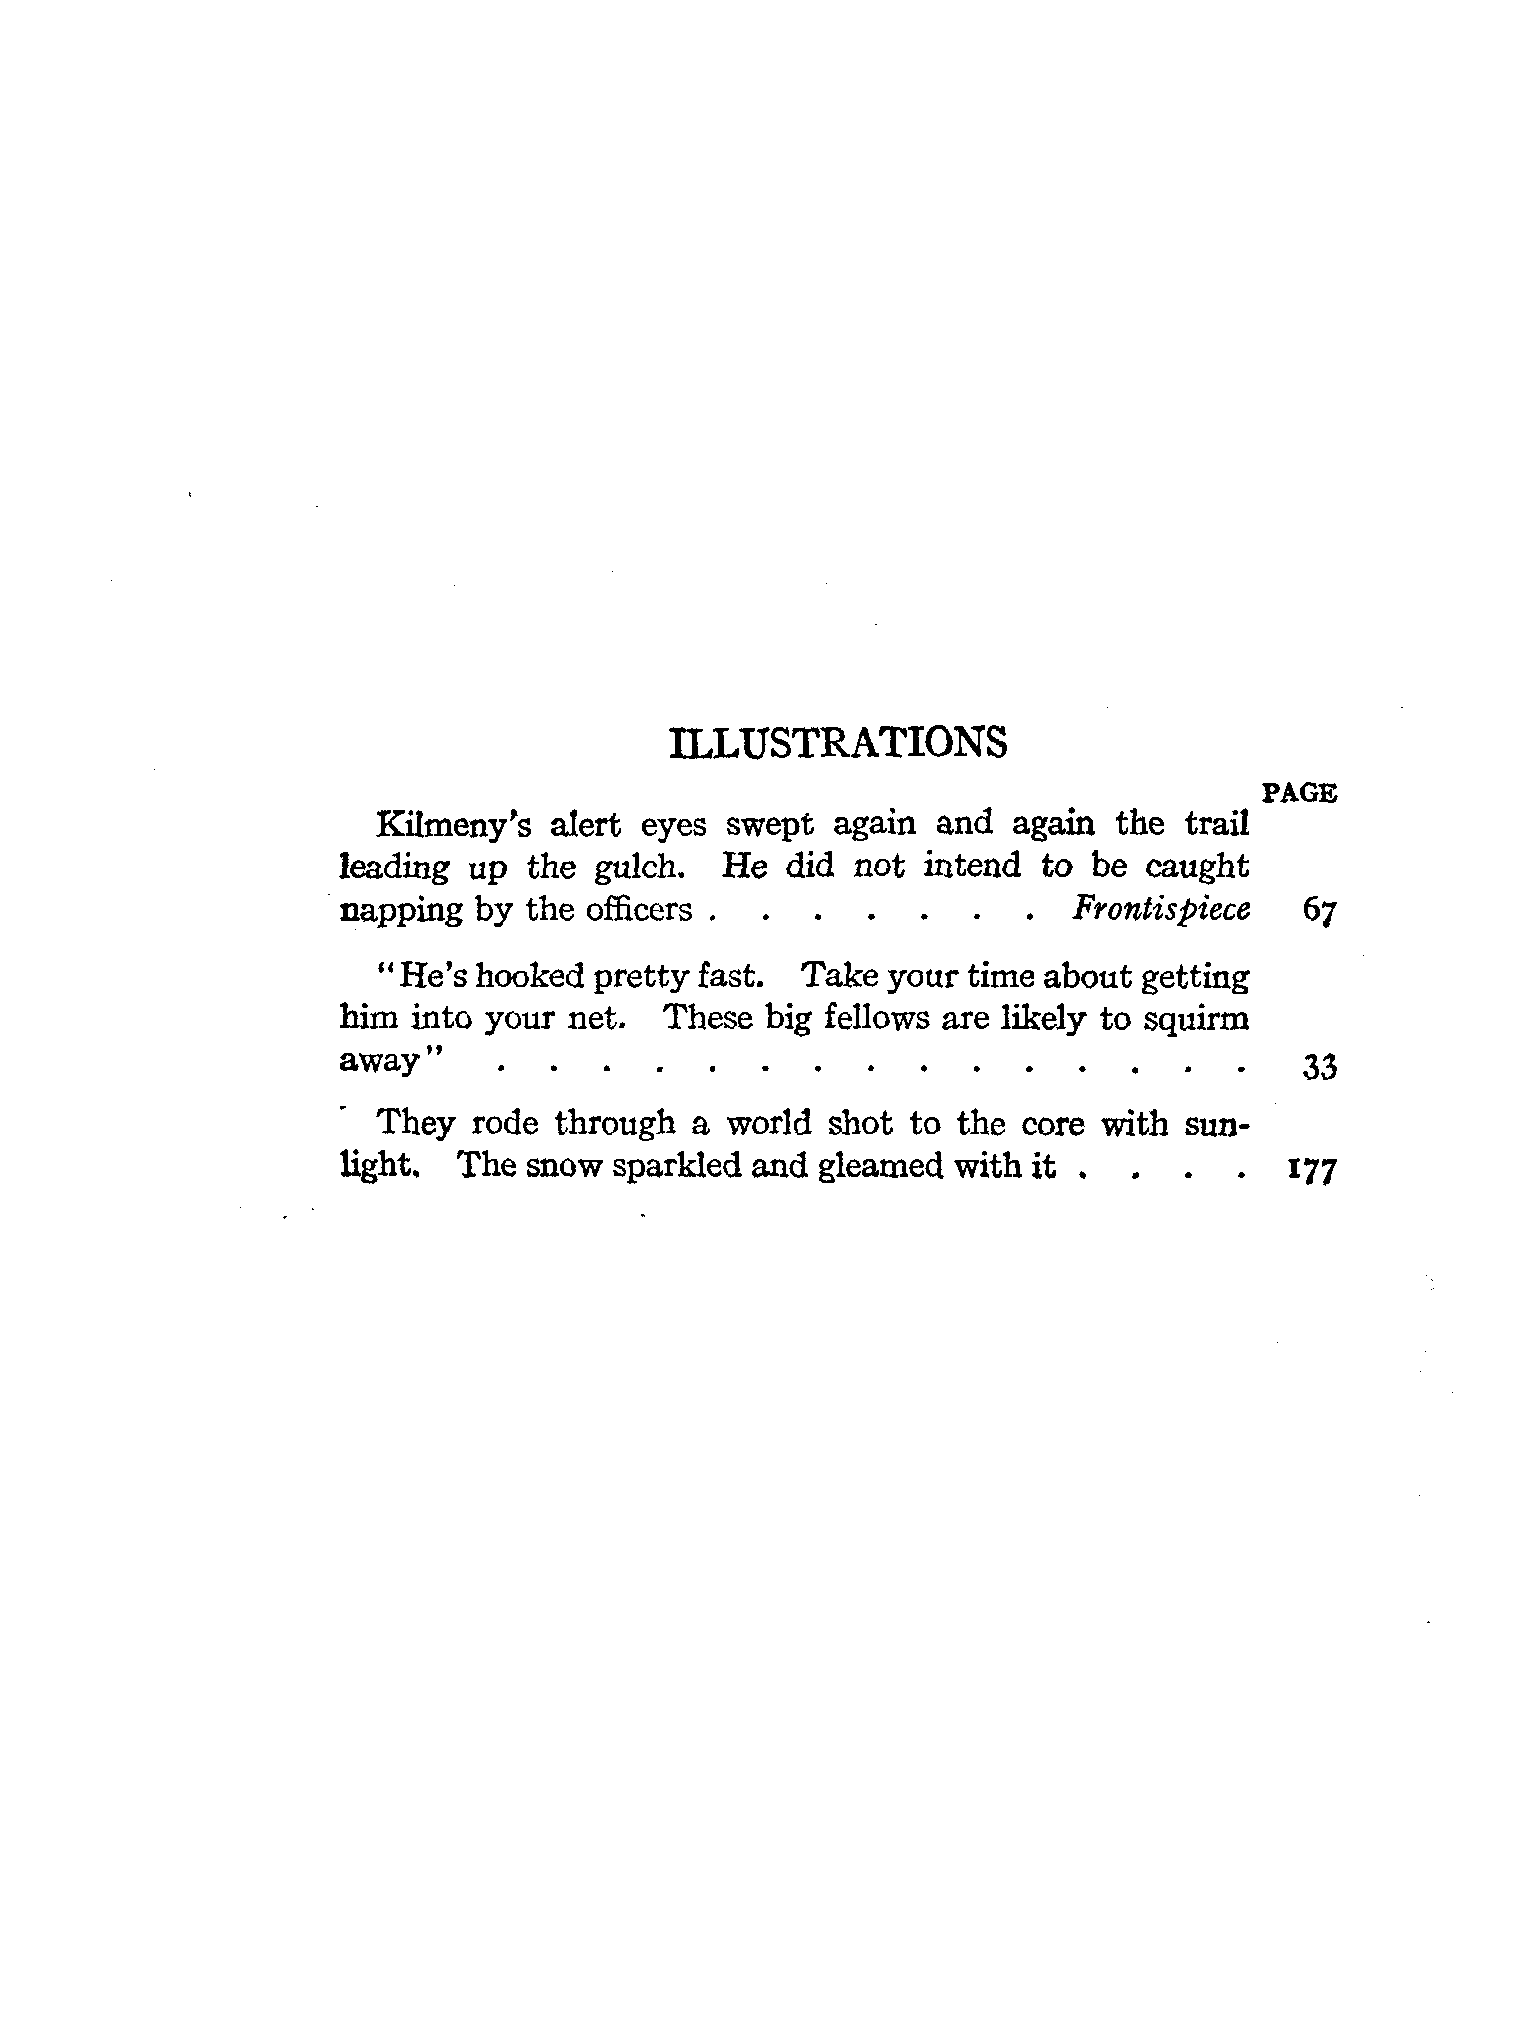 ILLUSTRATIONS
PAGE
Kilmeny's alert eyes swept again and again the trail
leading up the gulch. He did not intend to be caught
napping by the officers . . . . . . . Frontispiece 67
"He's hooked pretty fast. Take your time about getting
him into your net. These big fellows are likely to squirm
away" . . . . . . . . . . . . . . . 33
They rode through a world shot to the core with sun-
light. The snow sparkled and gleamed with it . . . . 177